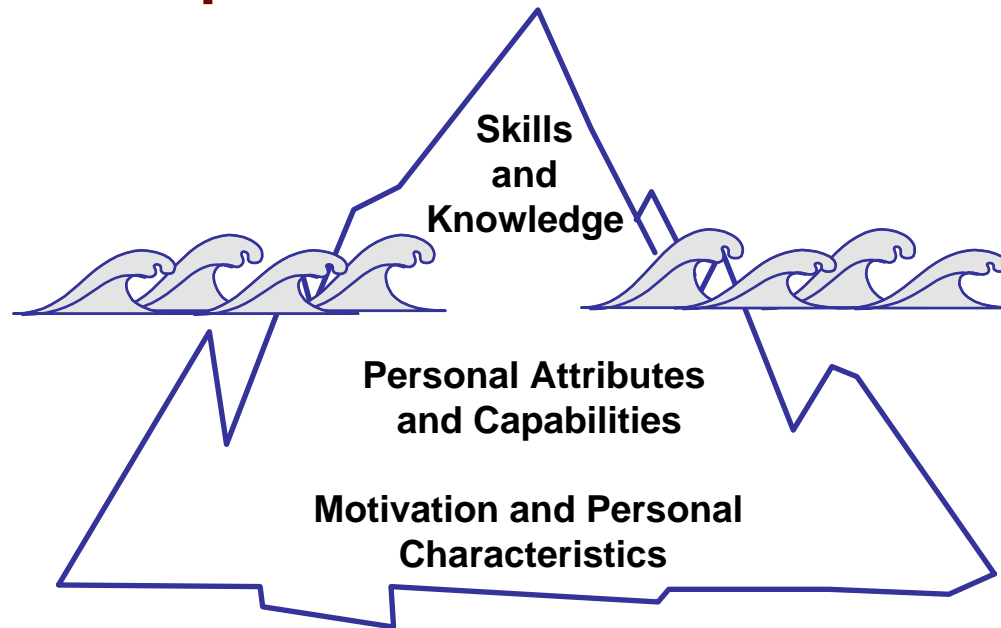 Skills
and
Knowledge
Personal Attributes
and Capabilities
Motivation and Personal
Characteristics